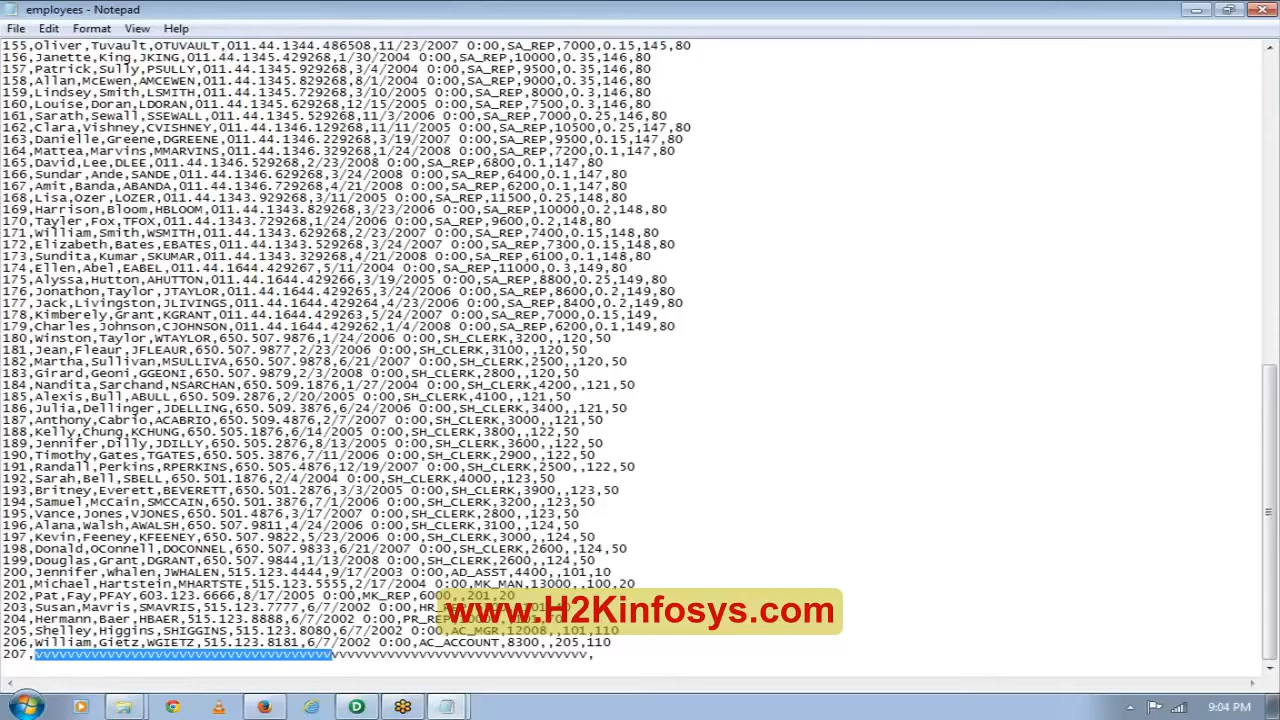 employees - Notepad
File Edit Format View Help
155,Oliver,Tuvault,OTUVAULT,011.44.1344.486508,11/23/2007 0:00,SA_REP,7000,0.15,145,80
156,Janette,King,JKING,011.44.1345.429268,1/30/2004 0:00,SA_REP,10000,0.35,146,80
157,Patrick,Sully,PSULLY,011.44.1345.929268,3/4/2004 0:00,SA_REP,9500,0.35,146,80
158,Allan,McEwen,AMCEWEN,011.44.1345.829268,8/1/2004 0:00,SA_REP,9000,0.35,146,80
159,Lindsey,Smith,LSMITH,011.44.1345.729268,3/10/2005 0:00,SA_REP,8000,0.3,146,80
160,Louise,Doran,LDORAN,011.44.1345.629268,12/15/2005 0:00,SA_REP,7500,0.3,146,80
161,Sarath,Sewall,SSEWALL,011.44.1345.529268,11/3/2006 0:00,SA_REP,7000,0.25,146,80
162,Clara,Vishney,CVISHNEY,011.44.1346.129268,11/11/2005 0:00,SA_REP,10500,0.25,147,80
163,Danielle,Greene,DGREENE,011.44.1346.229268,3/19/2007 0:00,SA_REP,9500,0.15,147,80
164,Mattea,Marvins,MMARVINS,011.44.1346.329268,1/24/2008 0:00,SA_REP,7200,0.1,147,80
165,David,Lee,DLEE,011.44.1346.529268,2/23/2008 0:00,SA_REP,6800,0.1,147,80
166,Sundar,Ande,SANDE,011.44.1346.629268,3/24/2008 0:00,SA_REP,6400,0.1,147,80
167,Amit,Banda,ABANDA,011.44.1346.729268,4/21/2008 0:00,SA_REP,6200,0.1,147,80
168,Lisa,Ozer,LOZER,011.44.1343.929268,3/11/2005 0:00,SA_REP,11500,0.25,148,80
169,Harrison,Bloom,HBLOOM,011.44.1343.829268,3/23/2006 0:00,SA_REP,10000,0.2,148,80
170,Tayler,Fox,TFOX,011.44.1343.729268,1/24/2006 0:00,SA_REP,9600,0.2,148,80
171,William,Smith,WSMITH,011.44.1343.629268,2/23/2007 0:00,SA_REP,7400,0.15,148,80
172,Elizabeth,Bates,EBATES,011.44.1343.529268,3/24/2007 0:00,SA_REP,7300,0.15,148,80
173,Sundita,Kumar,SKUMAR,011.44.1343.329268,4/21/2008 0:00,SA_REP,6100,0.1,148,80
174,Ellen,Abel,EABEL,011.44.1644.429267,5/11/2004 0:00,SA_REP,11000,0.3,149,80
175,Alyssa,Hutton,AHUTTON,011.44.1644.429266,3/19/2005 0:00,SA_REP,8800,0.25,149,80
176,Jonathon,Taylor,JTAYLOR,011.44.1644.429265,3/24/2006 0:00,SA_REP,8600,0.2,149,80
177,Jack,Livingston,JLIVINGS,011.44.1644.429264,4/23/2006 0:00,SA_REP,8400,0.2,149,80
178,Kimberely,Grant,KGRANT,011.44.1644.429263,5/24/2007 0:00,SA_REP,7000,0.15,149,
179,Charles,Johnson,CJOHNSON,011.44.1644.429262,1/4/2008 0:00,SA_REP,6200,0.1,149,80
180,Winston,Taylor,WTAYLOR,650.507.9876,1/24/2006 0:00,SH_CLERK,3200,,120,50
181,Jean,Fleaur,JFLEAUR,650.507.9877,2/23/2006 0:00,SH_CLERK,3100,,120,50
182,Martha,Sullivan,MSULLIVA,650.507.9878,6/21/2007 0:00,SH_CLERK,2500,,120,50
183,Girard,Geoni,GGEONI,650.507.9879,2/3/2008 0:00,SH_CLERK,2800,,120,50
184,Nandita,Sarchand,NSARCHAN,650.509.1876,1/27/2004 0:00,SH_CLERK,4200,,121,50
185,Alexis,Bull,ABULL,650.509.2876,2/20/2005 0:00,SH_CLERK,4100,,121,50
186,Julia,Dellinger,JDELLING,650.509.3876,6/24/2006 0:00,SH_CLERK,3400,,121,50
187,Anthony,Cabrio,ACABRIO,650.509.4876,2/7/2007 0:00,SH_CLERK,3000,,121,50
188,Kelly,Chung,KCHUNG,650.505.1876,6/14/2005 0:00,SH_CLERK,3800,,122,50
189,Jennifer,Dilly,JDILLY,650.505.2876,8/13/2005 0:00,SH_CLERK,3600,,122,50
190,Timothy,Gates,TGATES,650.505.3876,7/11/2006 0:00,SH_CLERK,2900,,122,50
191,Randall,Perkins,RPERKINS,650.505.4876,12/19/2007 0:00,SH_CLERK,2500,,122,50
192,Sarah,Bell,SBELL,650.501.1876,2/4/2004 0:00,SH_CLERK,4000,,123,50
193,Britney,Everett,BEVERETT,650.501.2876,3/3/2005 0:00,SH_CLERK,3900,,123,50
194,Samuel,McCain,SMCCAIN,650.501.3876,7/1/2006 0:00,SH_CLERK,3200,,123,50
195,Vance,Jones,VJONES,650.501.4876,3/17/2007 0:00,SH_CLERK,2800,,123,50
196,Alana,Walsh,AWALSH,650.507.9811,4/24/2006 0:00,SH_CLERK,3100,,124,50
197,Kevin,Feeney,KFEENEY,650.507.9822,5/23/2006 0:00,SH_CLERK,3000,,124,50
198,Donald,OConnell,DOCONNEL,650.507.9833,6/21/2007 0:00,SH_CLERK,2600,,124,50
199,Douglas,Grant,DGRANT,650.507.9844,1/13/2008 0:00,SH_CLERK,2600,,124,50
200,Jennifer,Whalen,JWHALEN,515.123.4444,9/17/2003 0:00,AD_ASST,4400,,101,10
201,Michael,Hartstein,MHARTSTE,515.123.5555,2/17/2004 0:00,MK_MAN,13000,,100,20
202,Pat,Fay,PFAY,603.123.6666,8/17/2005 0:00,MK_REP,6000,,201,20
203,Susan,Mavris,SMAVRIS,515.123.7777,6/7/2002 0:00,HR_
204,Hermann,Baer,HBAER,515.123.8888,6/7/2002 0:00,PR_REP
205,Shelley,Higgins,SHIGGINS,515.123.8080,6/7/2002 0:00,AC_MGR,12008,,101,110
206,William,Gietz,WGIETZ,515.123.8181,6/7/2002 0:00,AC_ACCOUNT,8300,,205,110
207,
www.H2Kinfosys.com
9:04 PM